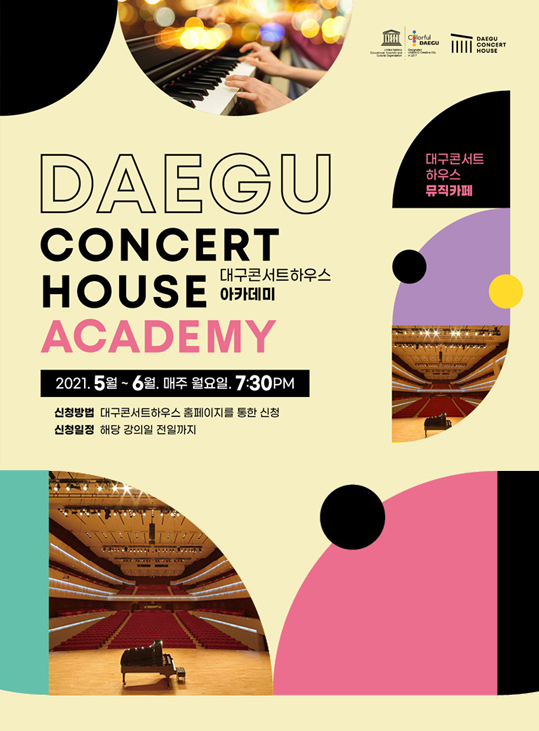 Colorful
DAEGU
DAEGU
CONCERT
HOUSE
대구콘서트
하우스
뮤직카페
DAEGU
CONCERT
HOUSE
대구콘서트하우스
아카데미
ACADEMY
2021. 5월 ~ 6월. 매주 월요일. 7:30PM
신청방법 대구콘서트하우스 홈페이지를 통한 신청
신청일정 해당 강의일 전일까지